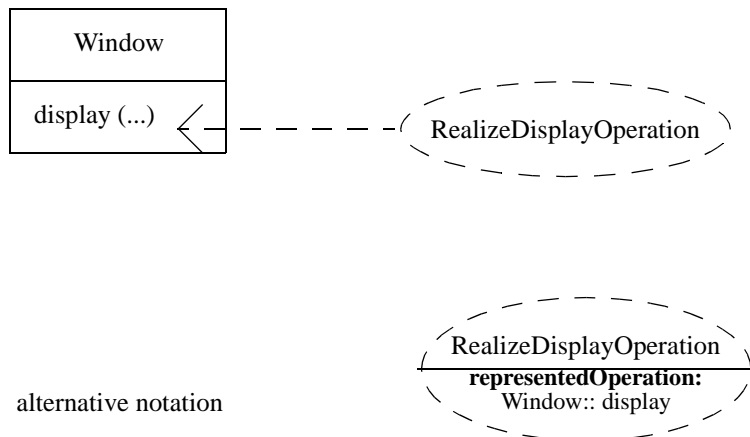 Window
display (...)
RealizeDisplayOperation
RealizeDisplayOperation
representedOperation:
Window:: display
alternative notation